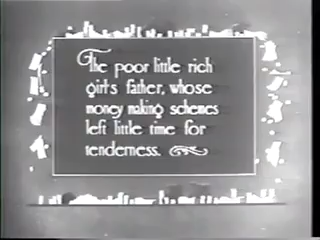 The poor little rich
girl's father, whose
money making schemes
left little time for
tenderness.